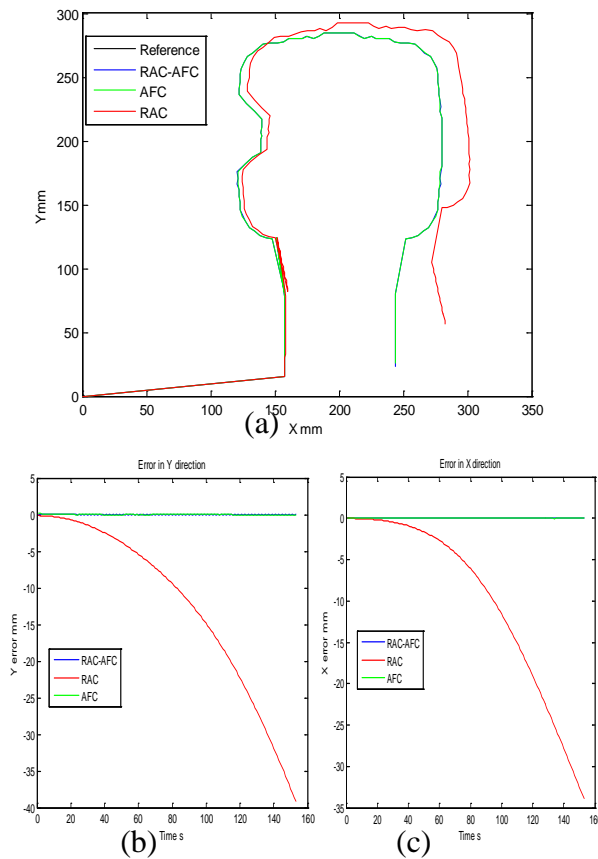 300
250
200
150
100
50
0
Y mm
Reference
RAC-AFC
AFC
RAC
0 50 100 150 200 250 300 350
(a) X mm
Error in Y direction
5
0
-5
-10
-15
-20
-25
-30
-35
-40
Y error mm
RAC-AFC
RAC
AFC
0 20 40 60 80 100 120 140 160
(b) Time s
Error in X direction
5
0
-5
-10
-15
-20
-25
-30
-35
X error mm
RAC-AFC
RAC
AFC
0 20 40 60 80 100 120 140 16
(c) Time s